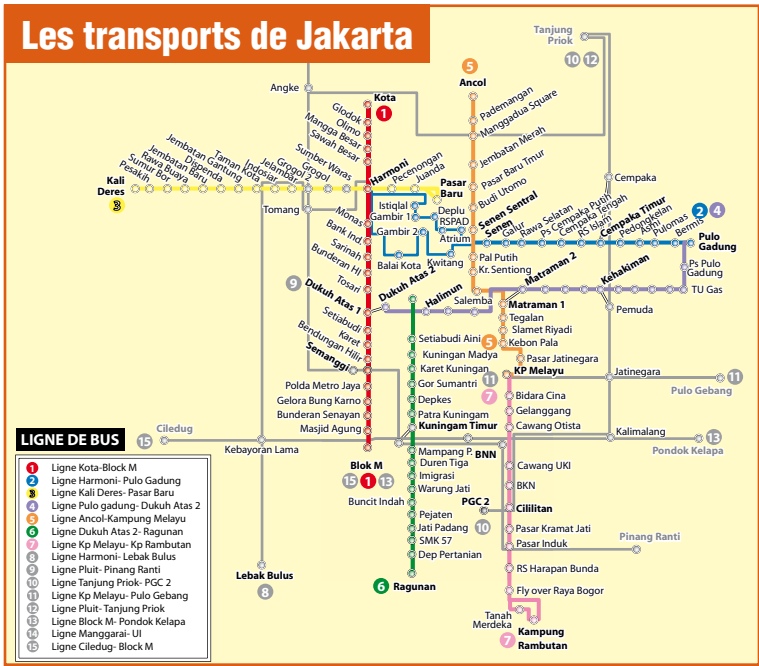 Les transports de Jakarta
Tanjung
Priok
10 12
5
Ancol
Angke
Kota
1
Glodok
Olimo
Mangga Besar
Sawah Besar
Pademangan
Manggadua Square
Jembatan Merah
Pasar Baru Timur
Budi Utomo
Senen Sentral
Senen
Cempaka
Kali
Deres
3
Pesakih
Sumur Bor
Rawa Buaya
Jembatan Baru
Dispenda
Jembatan Gantung
Taman Kota
Indosiar
Jelambar
Grogol 2
Grogol
Sumber Waras
Harmoni
Pecenongan
Juanda
Pasar
Baru
Tomang
Istiqlal
Gambir 1
Deplu
RSPAD
Gambir 2
Atrium
Balai Kota
Kwitang
Galur
Rawa Selatan
Ps Cempaka Putih
Cempaka Tengah
RS Islam
Cempaka Timur
Pedongkelan
ASMI
Pulomas
Bermis
2 4
Pulo
Gadung
Monas
Bank Ind.
Sarinah
Bunderan HI
Tosari
9
Dukuh Atas 1
Dukuh Atas 2
Setiabudi
Karet
Bendungan Hilir
Semanggi
Polda Metro Jaya
Gelora Bung Karno
Bunderan Senayan
Masjid Agung
Blok M
15 1 13
Pal Putih
Kr. Sentiong
Halimun
Salemba
Matraman 2
Kehakiman
Ps Pulo
Gadung
TU Gas
Pemuda
Matraman 1
Tegalan
Slamet Riyadi
5
Kebon Pala
Pasar Jatinegara
11
KP Melayu
7
Jatinegara
11
Pulo Gebang
Setiabudi Aini
Kuningan Madya
Karet Kuningan
Gor Sumantri
Depkes
Patra Kuningam
Kuningam Timur
Mampang P.
BNN
Duren Tiga
Imigrasi
Warung Jati
Buncit Indah
Pejaten
Jati Padang
SMK 57
Dep Pertanian
6 Ragunan
Bidara Cina
Gelanggang
Cawang Otista
Cawang UKI
BKN
Cililitan
PGC 2
10
Kalimalang
13
Pondok Kelapa
Pasar Kramat Jati
Pasar Induk
Pinang Ranti
RS Harapan Bunda
Fly over Raya Bogor
Tanah
Merdeka
7
Kampung
Rambutan
Ciledug
15
Kebayoran Lama
Lebak Bulus
8
LIGNE DE BUS
1 Ligne Kota-Block M
2 Ligne Harmoni- Pulo Gadung
3 Ligne Kali Deres- Pasar Baru
4 Ligne Pulo gadung- Dukuh Atas 2
5 Ligne Ancol-Kampung Melayu
6 Ligne Dukuh Atas 2- Ragunan
7 Ligne Kp Melayu- Kp Rambutan
8 Ligne Harmoni- Lebak Bulus
9 Ligne Pluit- Pinang Ranti
10 Ligne Tanjung Priok- PGC 2
11 Ligne Kp Melayu- Pulo Gebang
12 Ligne Pluit-Tanjung Priok
13 Ligne Block M- Pondok Kelapa
14 Ligne Manggarai- UI
15 Ligne Ciledug- Block M